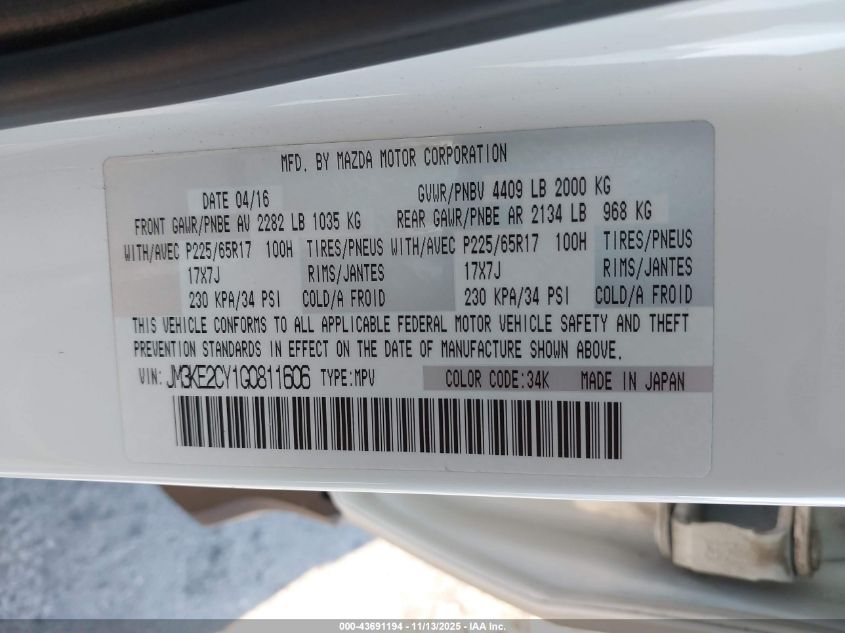 MFD. BY MAZDA MOTOR CORPORATION
DATE 04/16 GVWR/PNBV 4409 LB 2000 KG
FRONT GAWR/PNBE AV 2282 LB 1035 KG REAR GAWR/PNBE AR 2134 LB 968 KG
WITH/AVEC P225/65R17 100H TIRES/PNEUS WITH/AVEC P225/65R17 100H TIRES/PNEUS
17X7J RIMS/JANTES 17X7J RIMS/JANTES
230 KPA/34 PSI COLD/A FROID 230 KPA/34 PSI COLD/A FROID
THIS VEHICLE CONFORMS TO ALL APPLICABLE FEDERAL MOTOR VEHICLE SAFETY AND THEFT
PREVENTION STANDARDS IN EFFECT ON THE DATE OF MANUFACTURE SHOWN ABOVE.
VIN: JM3KE2CY1G0811606 TYPE:MPV COLOR CODE:34K MADE IN JAPAN
000-43691194 - 11/13/2025 - IAA Inc.